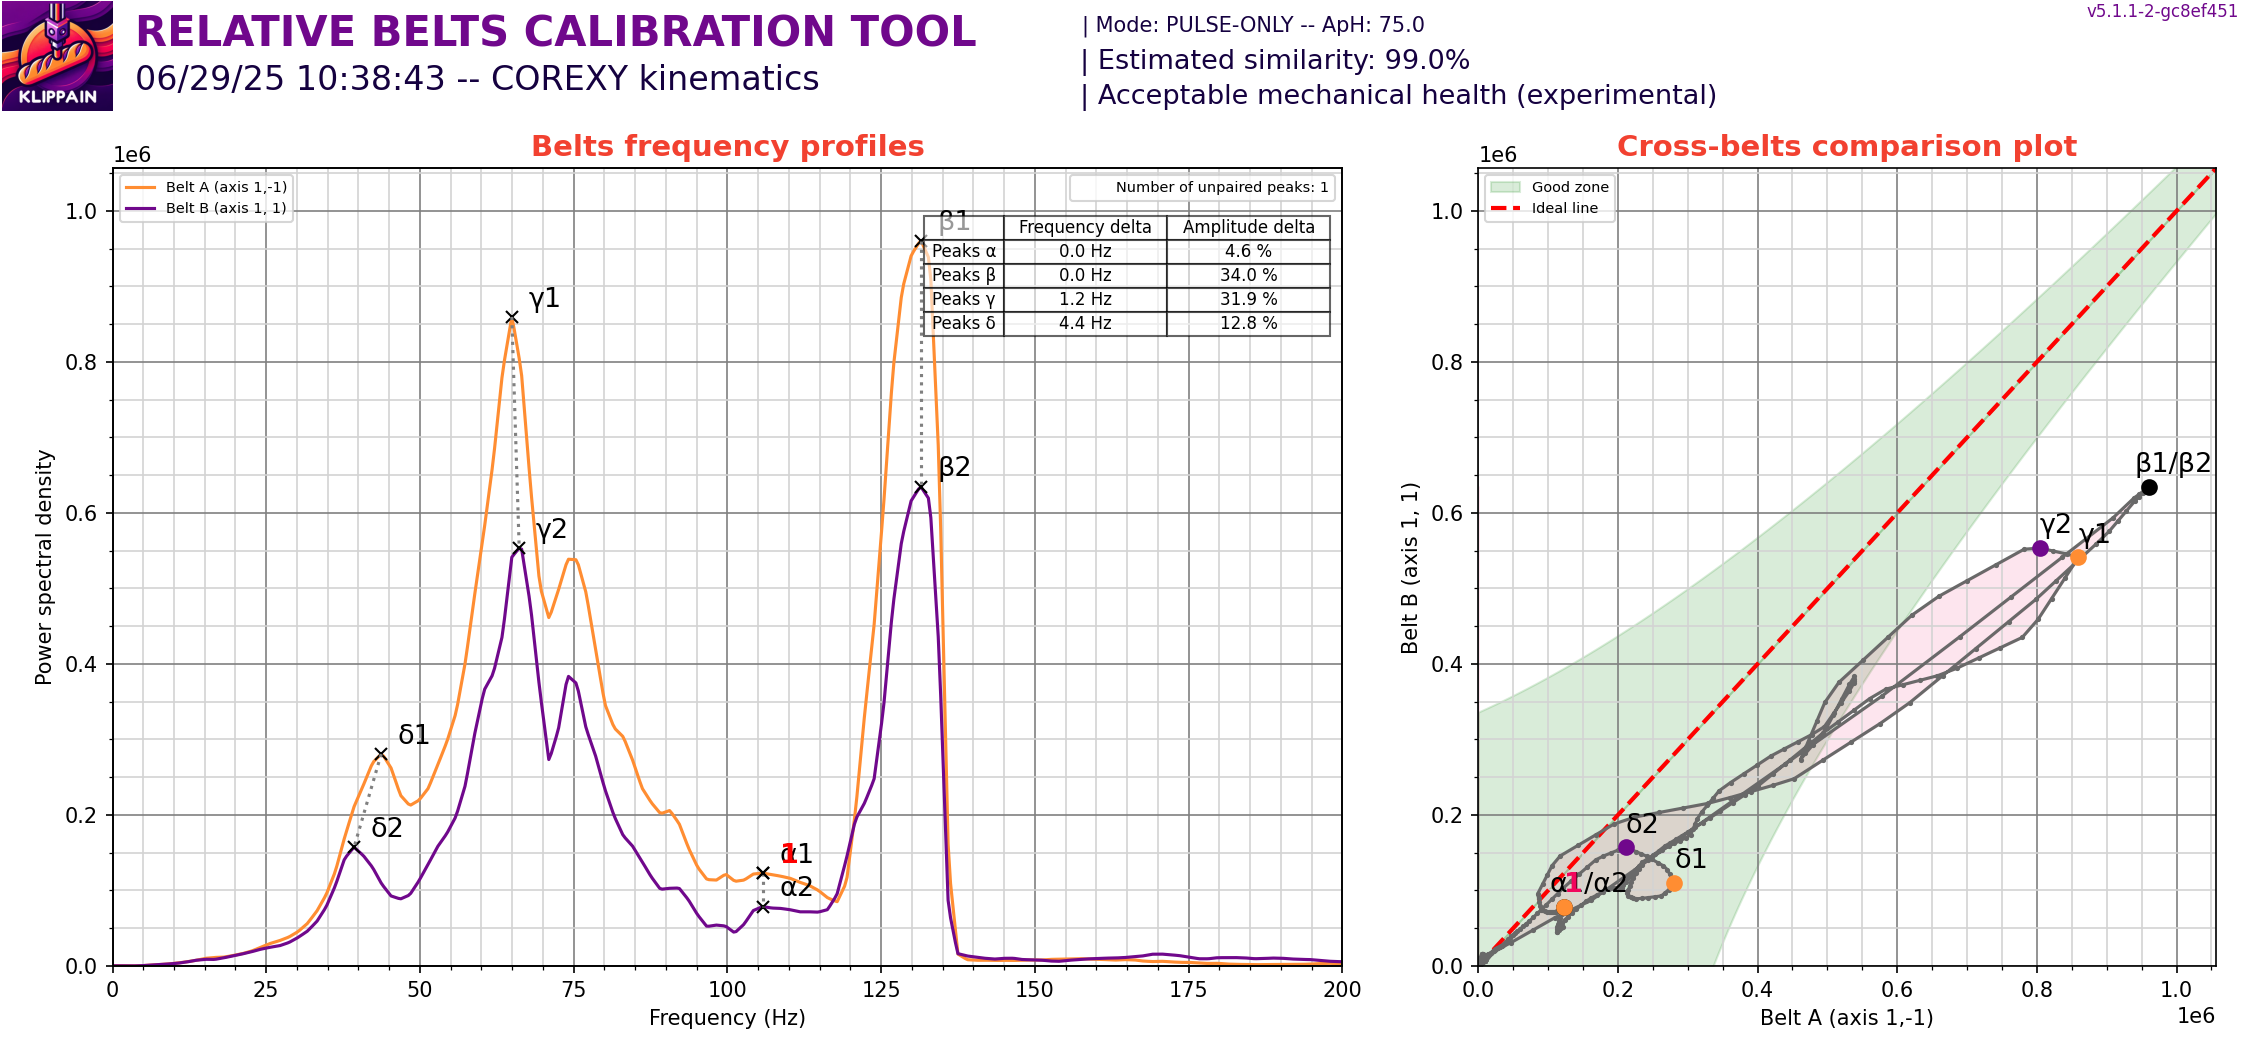 KLIPPAIN
RELATIVE BELTS CALIBRATION TOOL
06/29/25 10:38:43 -- COREXY kinematics
| Mode: PULSE-ONLY -- ApH: 75.0
| Estimated similarity: 99.0%
| Acceptable mechanical health (experimental)
v5.1.1-2-gc8ef451
Belts frequency profiles
1e6
Belt A (axis 1,-1)
Belt B (axis 1, 1)
Number of unpaired peaks: 1
Frequency delta Amplitude delta
Peaks α 0.0 Hz 4.6 %
Peaks β 0.0 Hz 34.0 %
Peaks γ 1.2 Hz 31.9 %
Peaks δ 4.4 Hz 12.8 %
β1
γ1
β2
γ2
δ1
δ2
α1
1
α2
1.0
0.8
0.6
0.4
0.2
0.0
Power spectral density
0 25 50 75 100 125 150 175 200
Frequency (Hz)
Cross-belts comparison plot
1e6
Good zone
Ideal line
β1/β2
γ2
γ1
δ2
δ1
α1/α2
1
1.0
0.8
0.6
0.4
0.2
0.0
Belt B (axis 1, 1)
0.0 0.2 0.4 0.6 0.8 1.0
Belt A (axis 1,-1)
1e6